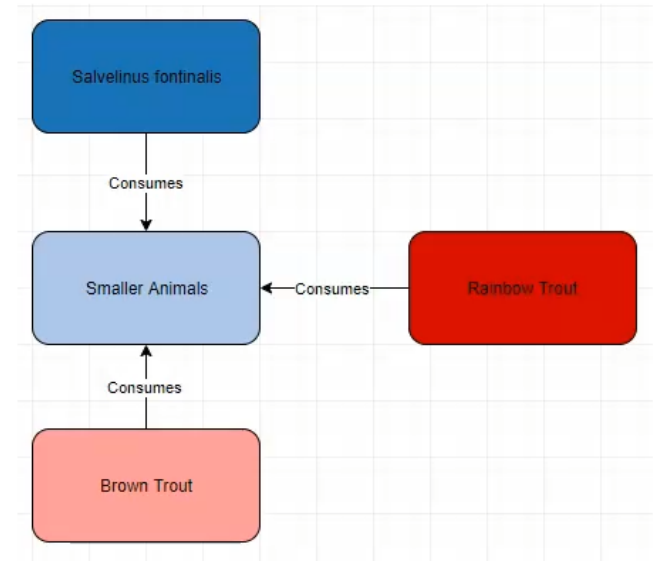 Salvelinus fontinalis
Consumes
Smaller Animals
Consumes
Rainbow Trout
Consumes
Brown Trout